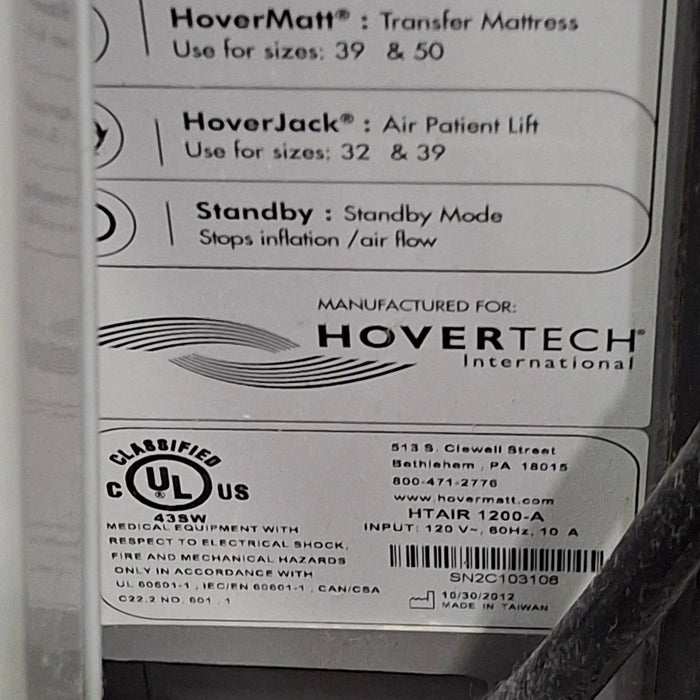 HoverMatt® : Transfer Mattress
Use for sizes: 39 & 50
HoverJack® : Air Patient Lift
Use for sizes: 32 & 39
Standby : Standby Mode
Stops inflation /air flow
MANUFACTURED FOR:
HOVERTECH
International
CLASSIFIED
C UL® US
43SW
MEDICAL EQUIPMENT WITH
RESPECT TO ELECTRICAL SHOCK,
FIRE AND MECHANICAL HAZARDS
ONLY IN ACCORDANCE WITH
UL 60601-1 , IEC/EN 60601-1 , CAN/CSA
C22.2 NO. 601 . 1
513 S. Clewell Street
Bethlehem , PA 18015
800-471-2776
www.hovermatt.com
HTAIR 1200-A
INPUT: 120 V~, 60Hz, 10 A
SN2C103106
10/30/2012
MADE IN TAIWAN